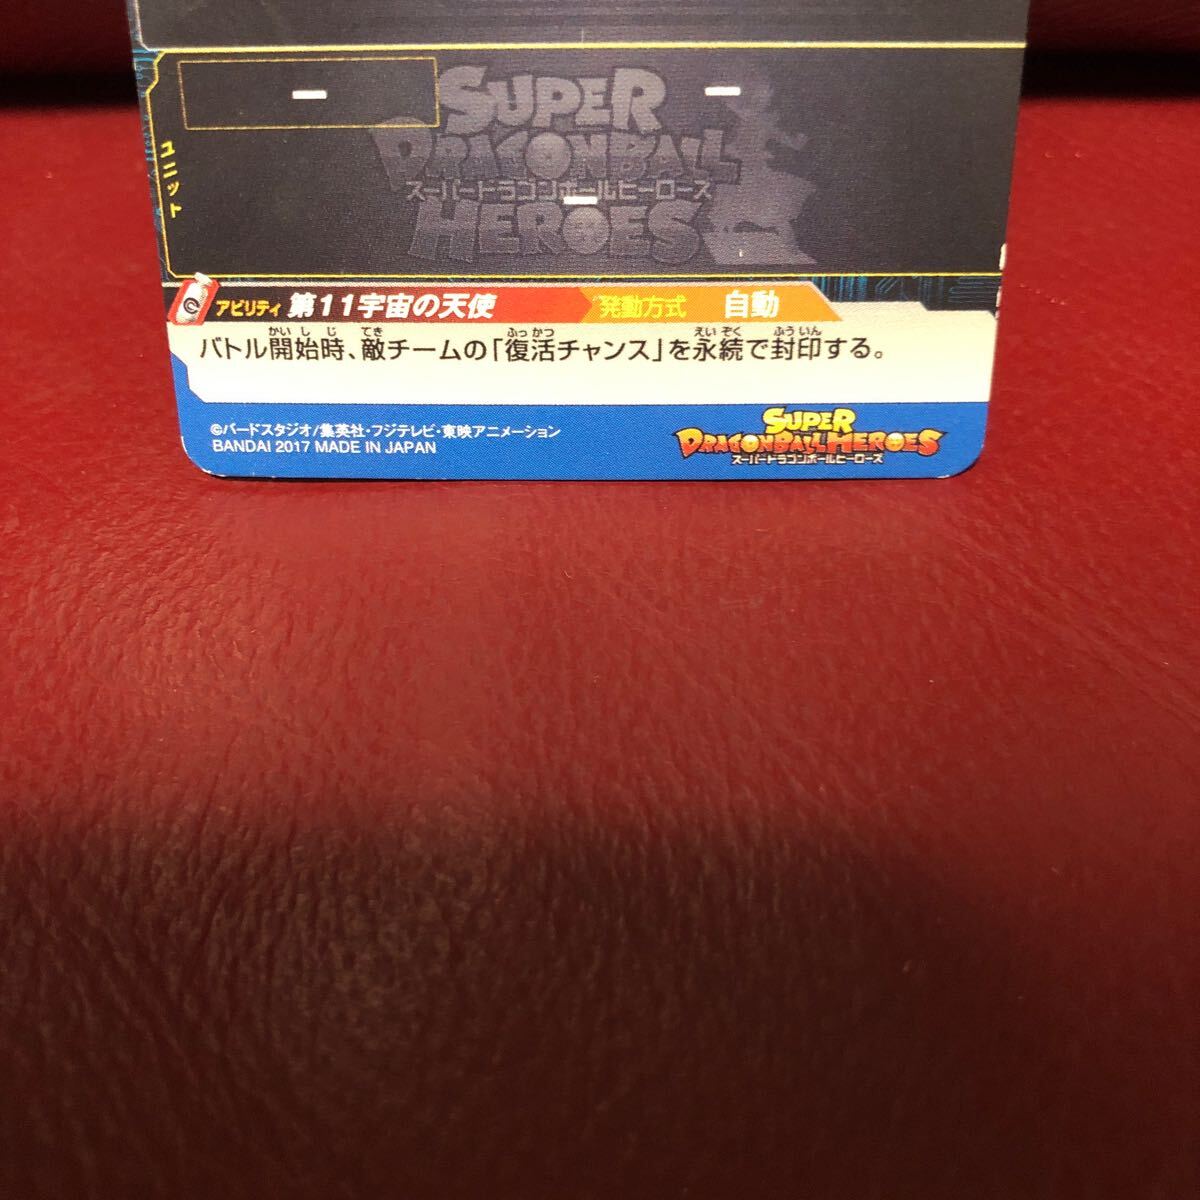 SUPER
DRAGONBALL
スーパードラゴンボールヒーローズ
HEROES
ユニット
アビリティ 第11宇宙の天使 発動方式 自動
かいしじ てき ふっかつ えいぞく ふういん
バトル開始時、敵チームの「復活チャンス」を永続で封印する。
©バードスタジオ/集英社・フジテレビ・東映アニメーション
BANDAI 2017 MADE IN JAPAN
SUPER
DRAGONBALL HEROES
スーパードラゴンボールヒーローズ